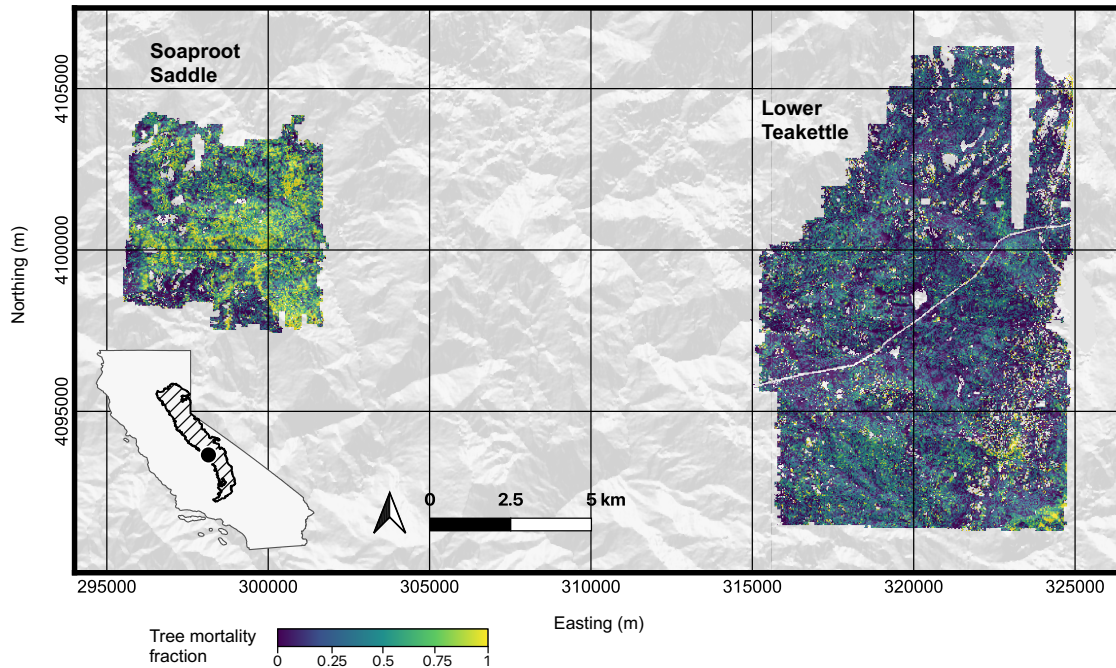 Soaproot
Saddle
Lower
Teakettle
4105000
4100000
4095000
Northing (m)
0
2.5
5 km
295000
300000
305000
310000
315000
320000
325000
Easting (m)
Tree mortality
fraction
0
0.25
0.5
0.75
1